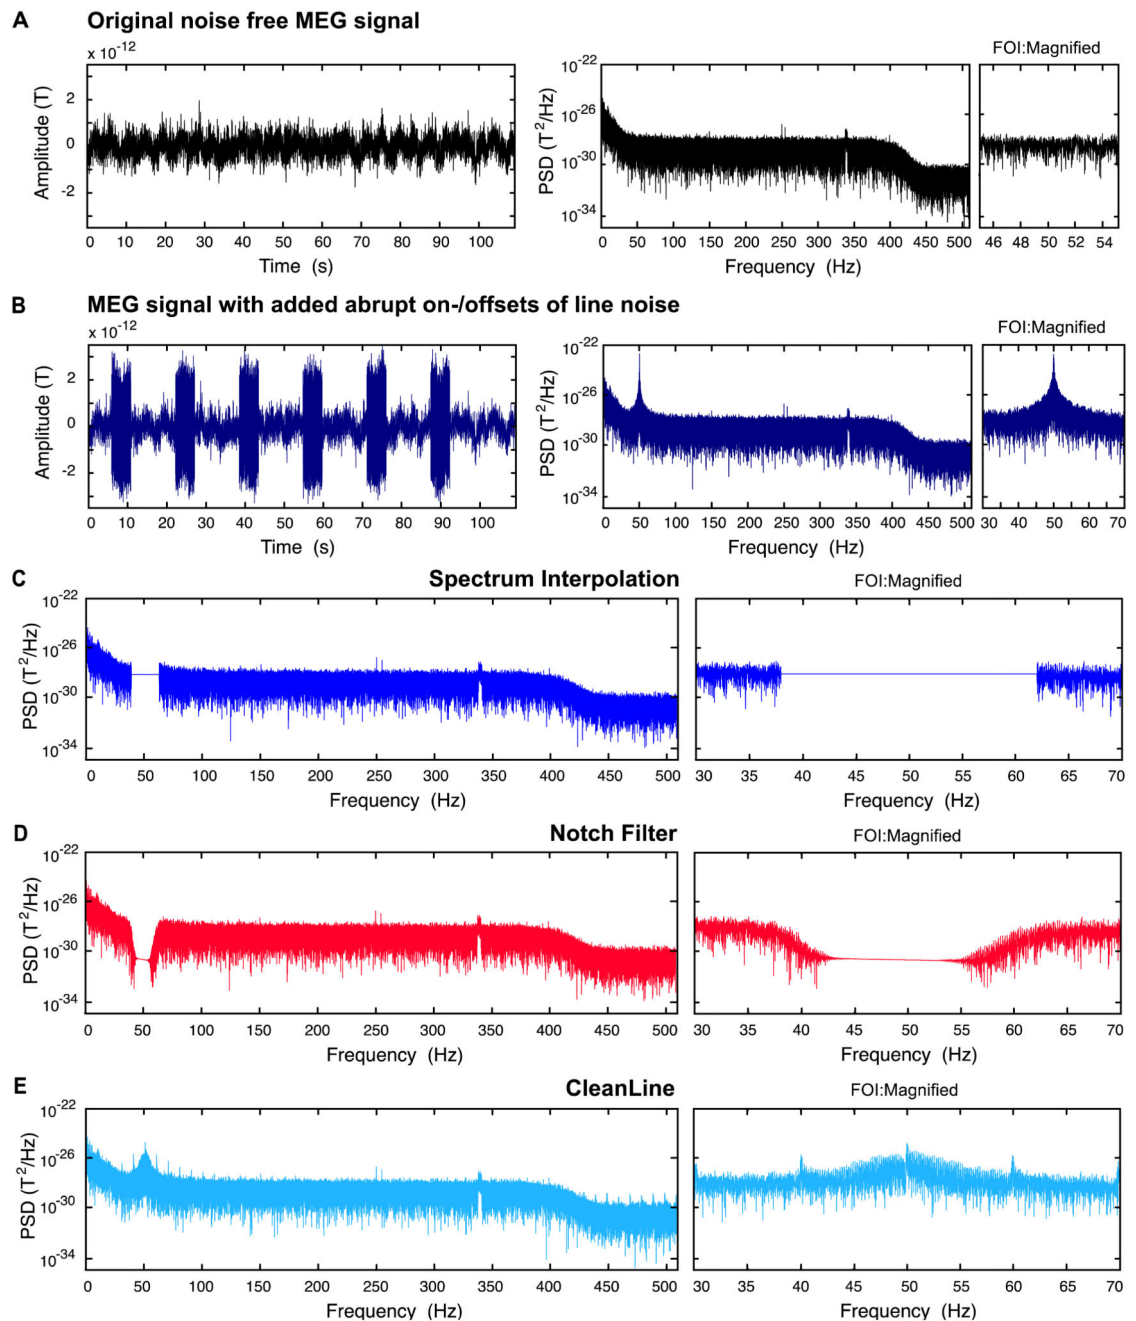 A Original noise free MEG signal
x 10-12
FOI:Magnified
Amplitude (T)
2
0
-2
0 10 20 30 40 50 60 70 80 90 100
Time (s)
PSD (T2/Hz)
10-22
10-26
10-30
10-34
0 50 100 150 200 250 300 350 400 450 500
Frequency (Hz)
46 48 50 52 54
B MEG signal with added abrupt on-/offsets of line noise
x 10-12
FOI:Magnified
Amplitude (T)
2
0
-2
0 10 20 30 40 50 60 70 80 90 100
Time (s)
PSD (T2/Hz)
10-22
10-26
10-30
10-34
0 50 100 150 200 250 300 350 400 450 500
Frequency (Hz)
30 40 50 60 70
C Spectrum Interpolation
FOI:Magnified
PSD (T2/Hz)
10-22
10-26
10-30
10-34
0 50 100 150 200 250 300 350 400 450 500
Frequency (Hz)
30 35 40 45 50 55 60 65 70
Frequency (Hz)
D Notch Filter
FOI:Magnified
PSD (T2/Hz)
10-22
10-26
10-30
10-34
0 50 100 150 200 250 300 350 400 450 500
Frequency (Hz)
30 35 40 45 50 55 60 65 70
Frequency (Hz)
E CleanLine
FOI:Magnified
PSD (T2/Hz)
10-22
10-26
10-30
10-34
0 50 100 150 200 250 300 350 400 450 500
Frequency (Hz)
30 35 40 45 50 55 60 65 70
Frequency (Hz)